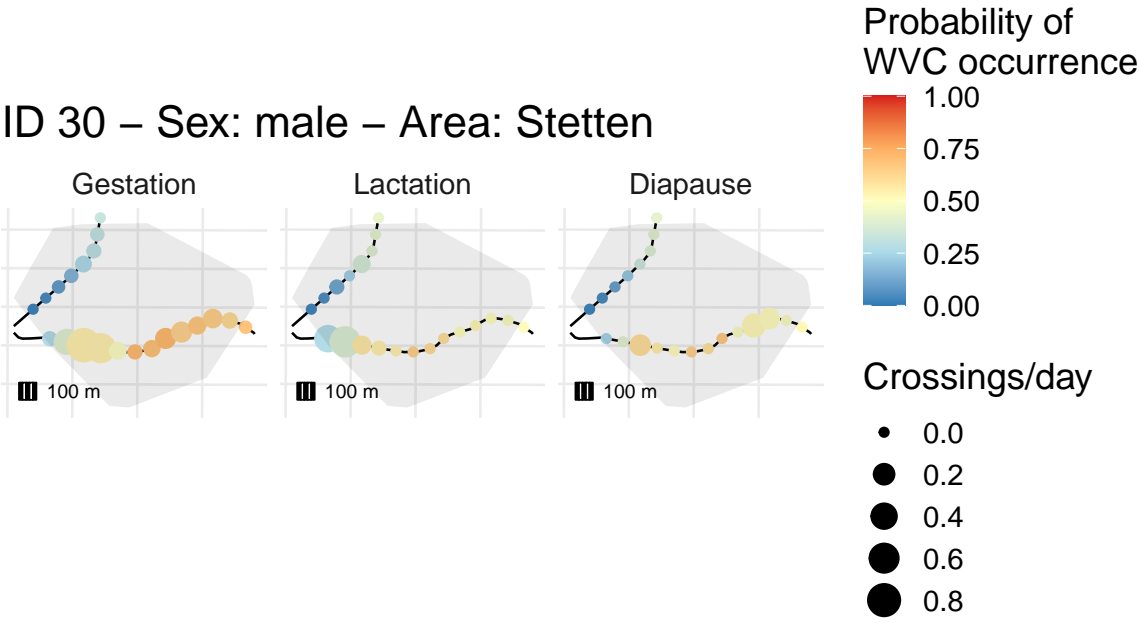 ID 30 – Sex: male – Area: Stetten
Gestation
Lactation
Diapause
100 m
100 m
100 m
Probability of
WVC occurrence
1.00
0.75
0.50
0.25
0.00
Crossings/day
0.0
0.2
0.4
0.6
0.8